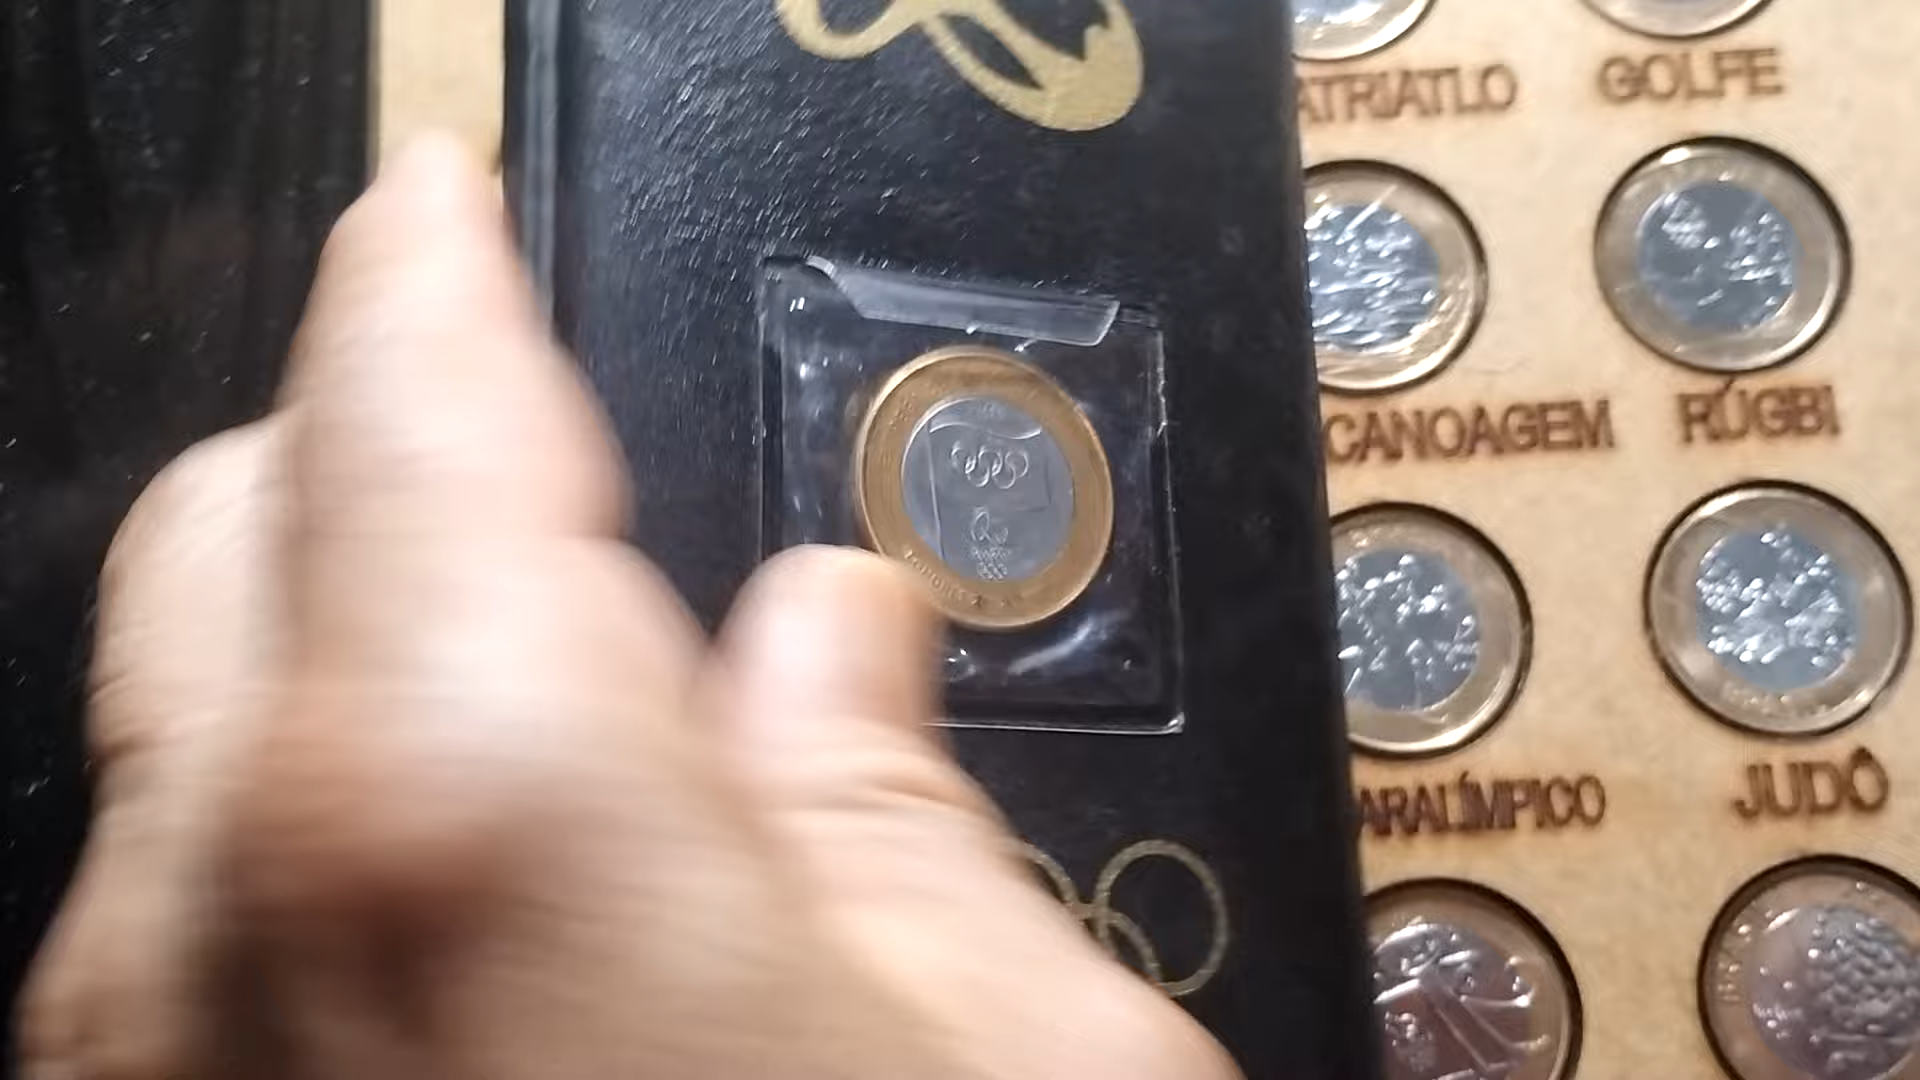 ATRIATLO
GOLFE
CANOAGEM
RÚGBI
ARALÍMPICO
JUDÔ